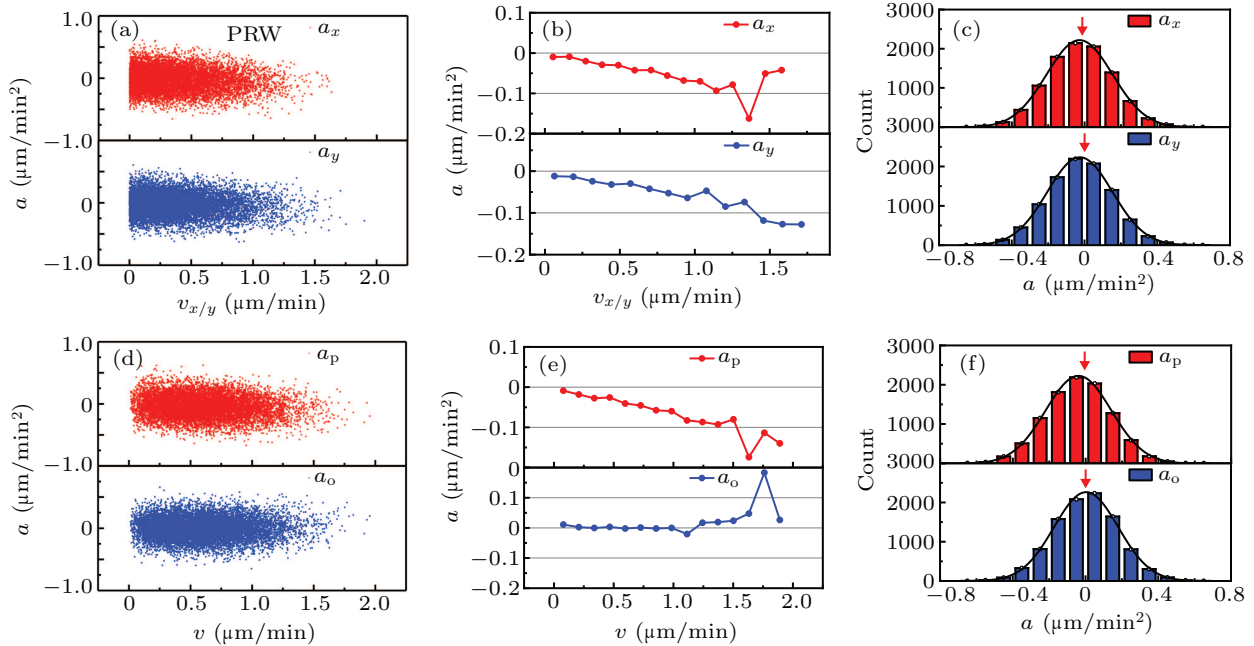 (a) PRW a_x
1.0
0
−1.0
1.0
a_y
0
−1.0
a (μm/min²)
0 0.5 1.0 1.5 2.0
v_x/y (μm/min)
(b) a_x
0.1
0
−0.1
−0.2
a_y
0
−0.1
−0.2
a (μm/min²)
0 0.5 1.0 1.5
v_x/y (μm/min)
(c) a_x
3000
2000
1000
3000
a_y
2000
1000
0
Count
−0.8 −0.4 0 0.4 0.8
a (μm/min²)
(d) a_p
1.0
0
−1.0
a_o
1.0
0
−1.0
a (μm/min²)
0 0.5 1.0 1.5 2.0
v (μm/min)
(e) a_p
0.1
0
−0.1
0
a_o
0.1
0
−0.1
−0.2
a (μm/min²)
0 0.5 1.0 1.5 2.0
v (μm/min)
(f) a_p
3000
2000
1000
3000
a_o
2000
1000
0
Count
−0.8 −0.4 0 0.4 0.8
a (μm/min²)